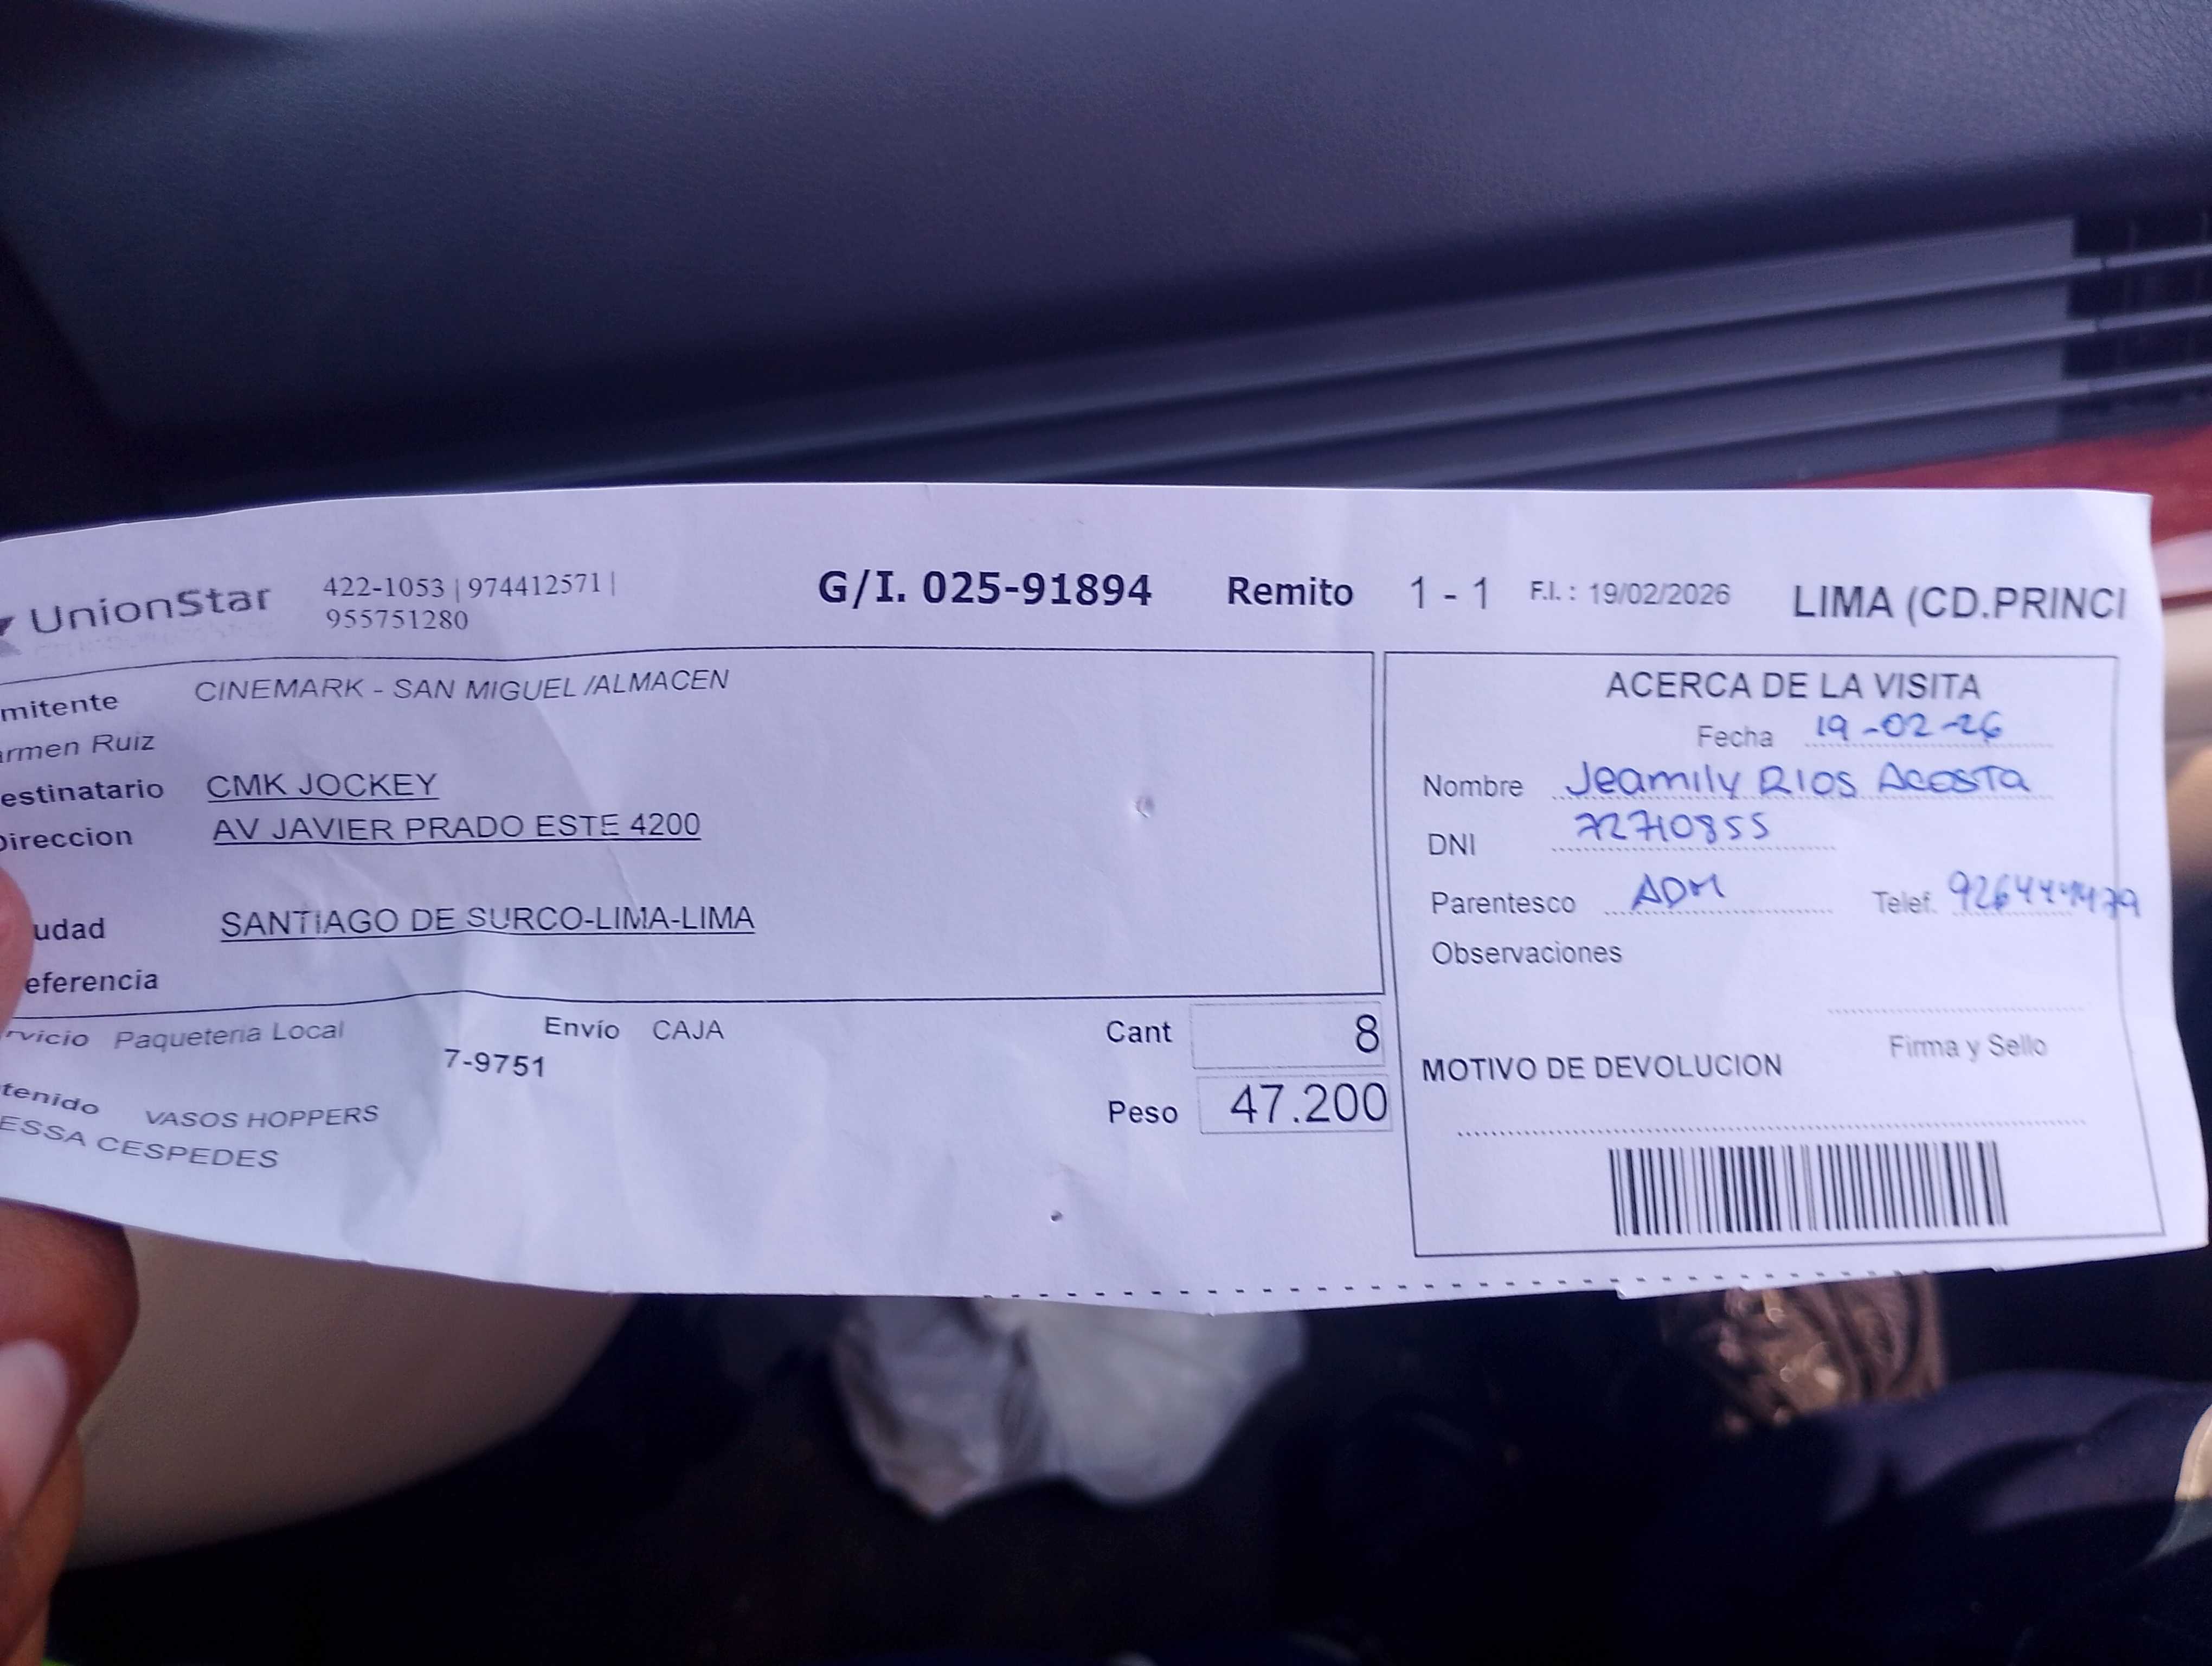 UnionStar 422-1053 | 974412571 |
955751280
G/I. 025-91894 Remito 1 - 1 F.I. : 19/02/2026 LIMA (CD.PRINCI
mitente CINEMARK - SAN MIGUEL /ALMACEN
armen Ruiz
estinatario CMK JOCKEY
Direccion AV JAVIER PRADO ESTE 4200
udad SANTIAGO DE SURCO-LIMA-LIMA
eferencia
rvicio Paqueteria Local Envío CAJA
7-9751
tenido VASOS HOPPERS
ESSA CESPEDES
Cant 8
Peso 47.200
ACERCA DE LA VISITA
Fecha 19-02-26
Nombre Jeamily RIOS AcosTa
DNI 72710855
Parentesco ADM Telef.
Observaciones
Firma y Sello
MOTIVO DE DEVOLUCION